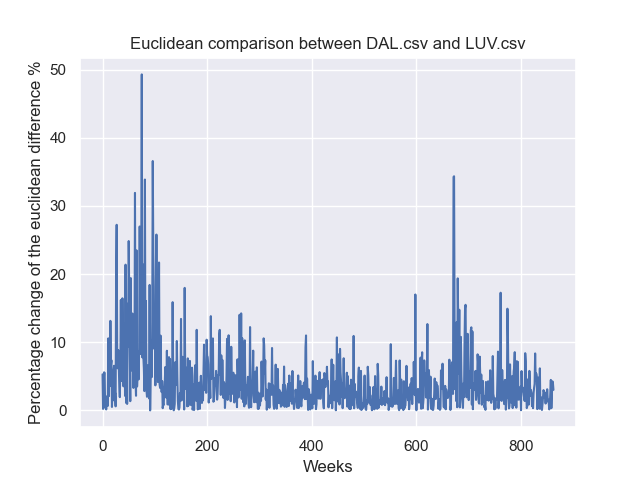 Euclidean comparison between DAL.csv and LUV.csv
Percentage change of the euclidean difference %
50
40
30
20
10
0
0 200 400 600 800
Weeks